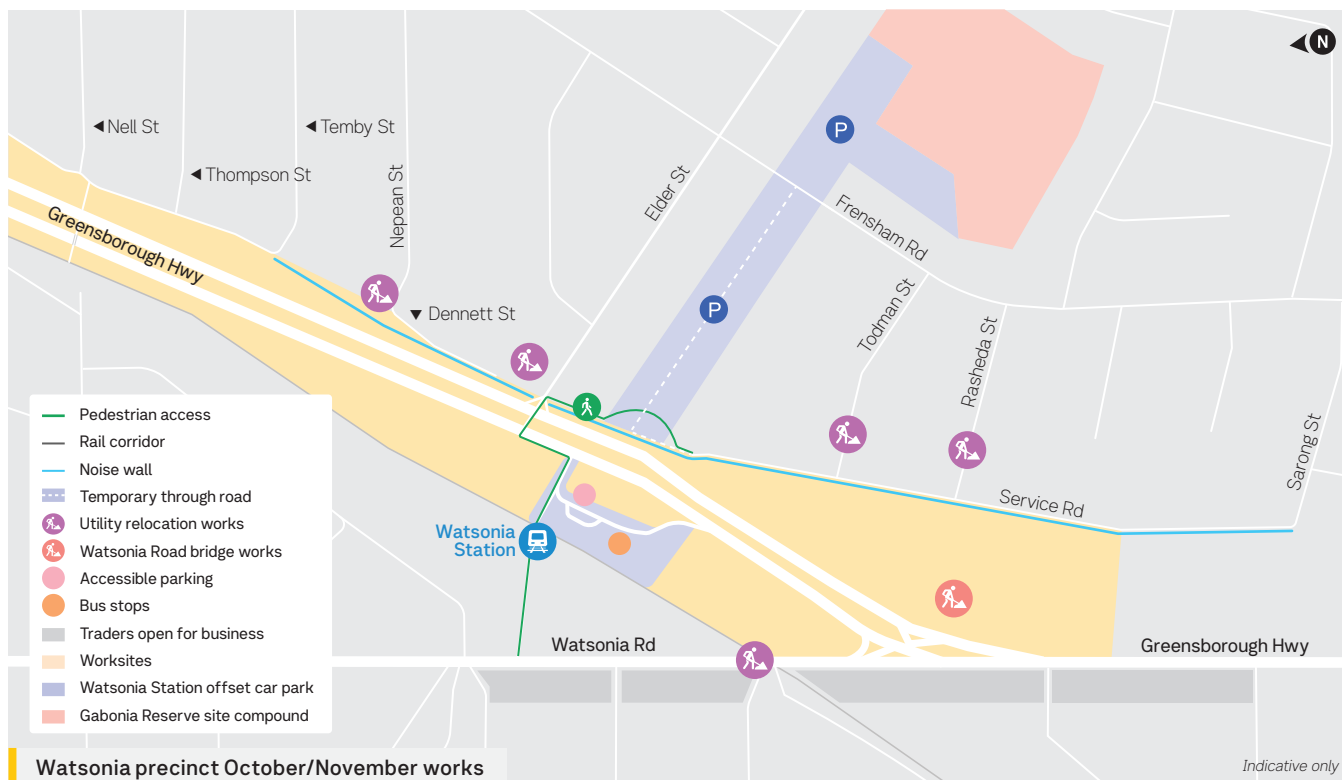 N
Nell St
Temby St
Thompson St
Nepean St
Elder St
P
Frensham Rd
Greensborough Hwy
P
Dennett St
Todman St
Rasheda St
Sarong St
Service Rd
Watsonia
Station
Watsonia Rd
Greensborough Hwy
Pedestrian access
Rail corridor
Noise wall
Temporary through road
Utility relocation works
Watsonia Road bridge works
Accessible parking
Bus stops
Traders open for business
Worksites
Watsonia Station offset car park
Gabonia Reserve site compound
Watsonia precinct October/November works
Indicative only